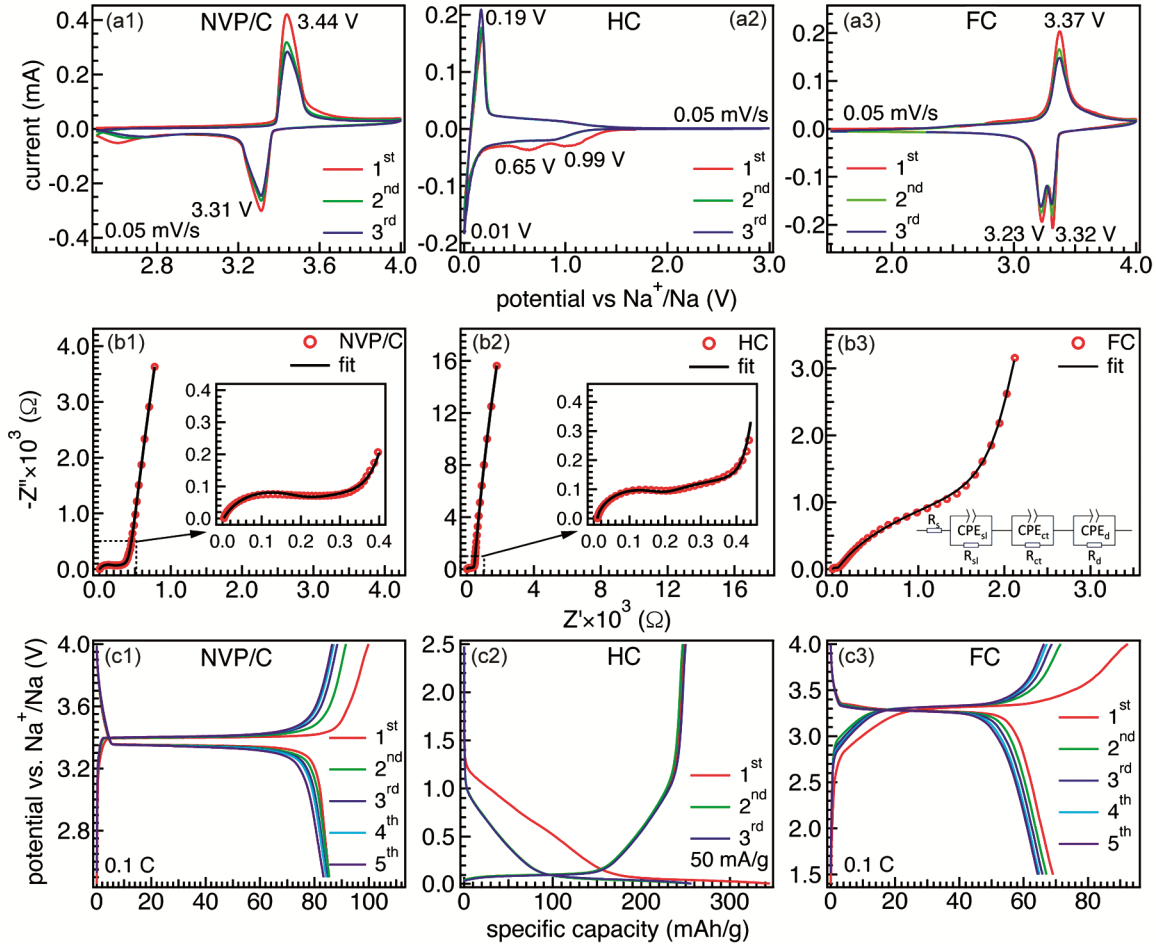 (a1) NVP/C
3.44 V
3.31 V
0.05 mV/s
1st
2nd
3rd
0.4
0.2
0.0
-0.2
-0.4
2.8 3.2 3.6 4.0
current (mA)
0.19 V HC (a2)
0.05 mV/s
0.65 V 0.99 V
0.01 V
1st
2nd
3rd
0.2
0.1
0.0
-0.1
-0.2
0.0 1.0 2.0 3.0
(a3) FC
3.37 V
0.05 mV/s
3.23 V 3.32 V
1st
2nd
3rd
0.2
0.1
0.0
-0.1
-0.2
2.0 3.0 4.0
potential vs Na+/Na (V)
(b1) NVP/C
fit
4.0
3.0
2.0
1.0
0.0
0.0 1.0 2.0 3.0 4.0
0.4
0.3
0.2
0.1
0.0
0.0 0.1 0.2 0.3 0.4
-Z"×10³ (Ω)
(b2) HC
fit
16
12
8
4
0
0 4 8 12 16
0.4
0.3
0.2
0.1
0.0
0.0 0.1 0.2 0.3 0.4
(b3) FC
fit
3.0
2.0
1.0
0.0
0.0 1.0 2.0 3.0
Rs CPEsl CPEct CPEd
Rsl Rct Rd
Z'×10³ (Ω)
(c1) NVP/C
1st
2nd
3rd
4th
5th
0.1 C
4.0
3.6
3.2
2.8
0 20 40 60 80 100
potential vs. Na+/Na (V)
(c2) HC
1st
2nd
3rd
50 mA/g
2.5
2.0
1.5
1.0
0.5
0.0
0 100 200 300
(c3) FC
1st
2nd
3rd
4th
5th
0.1 C
4.0
3.5
3.0
2.5
2.0
1.5
0 20 40 60 80
specific capacity (mAh/g)